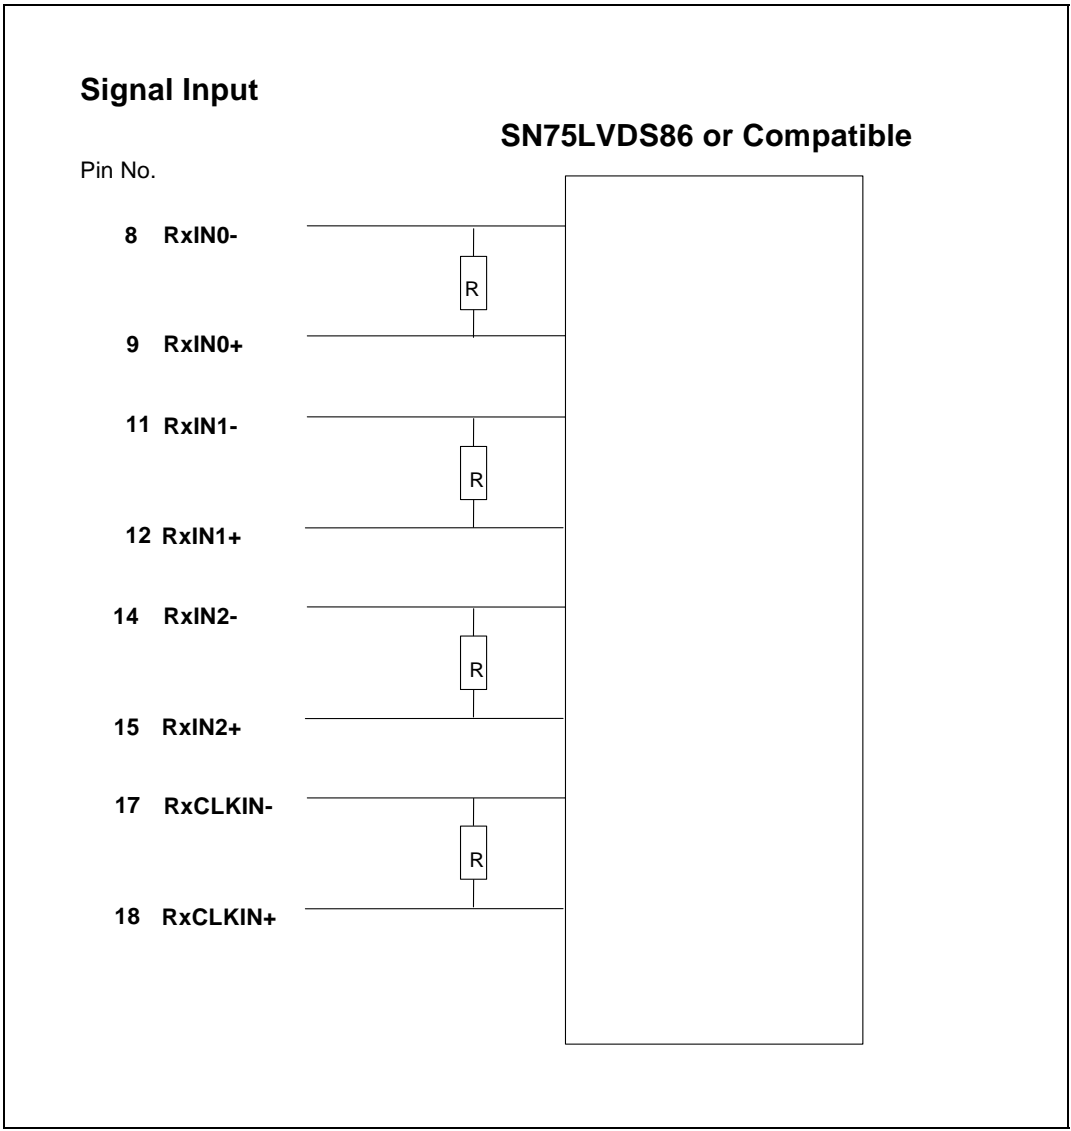 Signal Input
SN75LVDS86 or Compatible
Pin No.
8 RxIN0-
R
9 RxIN0+
11 RxIN1-
R
12 RxIN1+
14 RxIN2-
R
15 RxIN2+
17 RxCLKIN-
R
18 RxCLKIN+